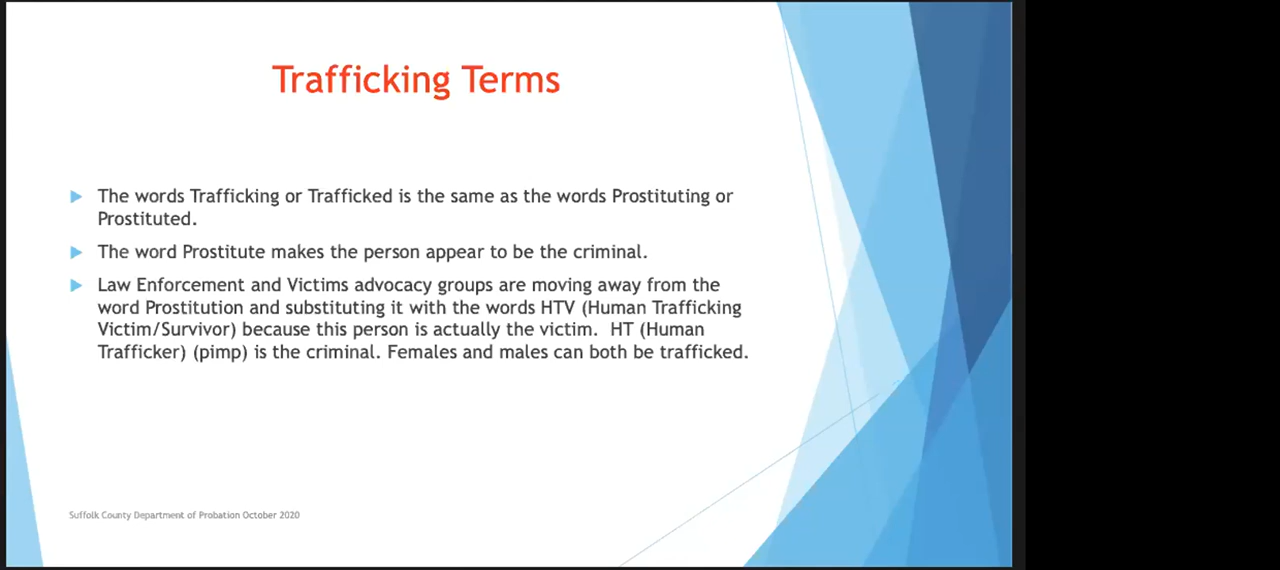 Trafficking Terms
The words Trafficking or Trafficked is the same as the words Prostituting or
Prostituted.
The word Prostitute makes the person appear to be the criminal.
Law Enforcement and Victims advocacy groups are moving away from the
word Prostitution and substituting it with the words HTV (Human Trafficking
Victim/Survivor) because this person is actually the victim.  HT (Human
Trafficker) (pimp) is the criminal. Females and males can both be trafficked.
Suffolk County Department of Probation October 2020